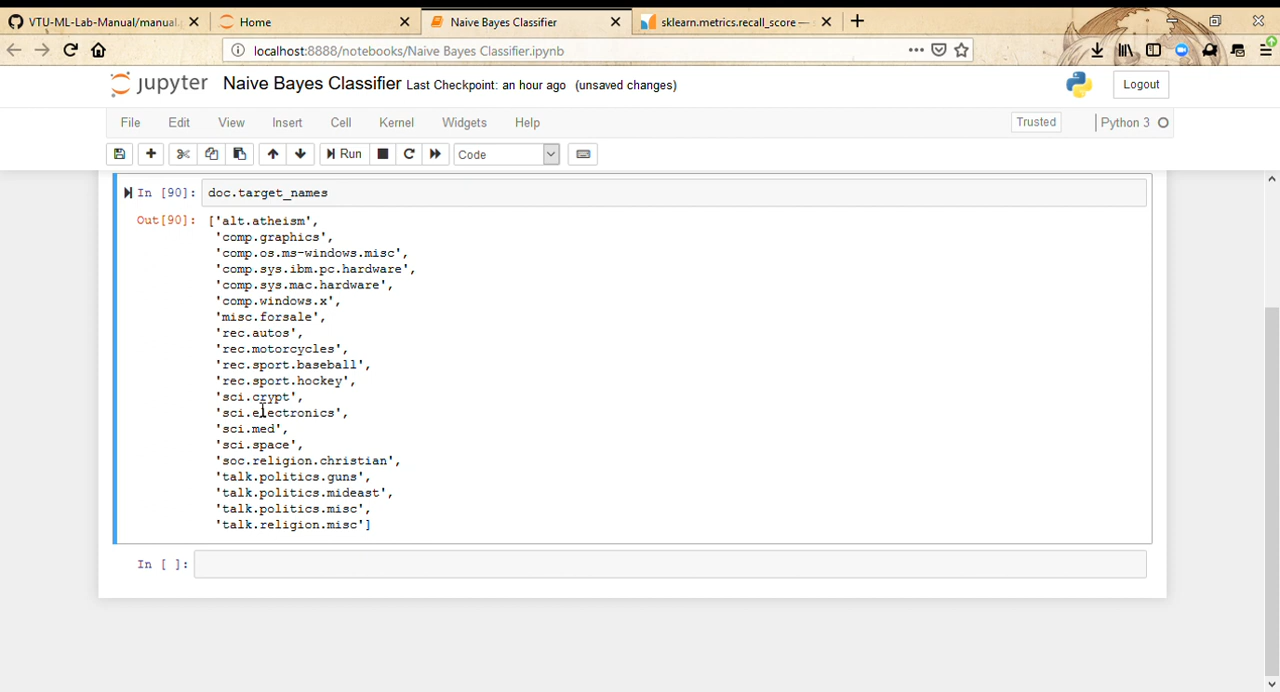 VTU-ML-Lab-Manual/manual.
Home
Naive Bayes Classifier
sklearn.metrics.recall_score —
localhost:8888/notebooks/Naive Bayes Classifier.ipynb
jupyter Naive Bayes Classifier Last Checkpoint: an hour ago (unsaved changes)
Logout
File Edit View Insert Cell Kernel Widgets Help
Trusted
Python 3
Run
Code
In [90]: doc.target_names
Out[90]: ['alt.atheism',
'comp.graphics',
'comp.os.ms-windows.misc',
'comp.sys.ibm.pc.hardware',
'comp.sys.mac.hardware',
'comp.windows.x',
'misc.forsale',
'rec.autos',
'rec.motorcycles',
'rec.sport.baseball',
'rec.sport.hockey',
'sci.crypt',
'sci.electronics',
'sci.med',
'sci.space',
'soc.religion.christian',
'talk.politics.guns',
'talk.politics.mideast',
'talk.politics.misc',
'talk.religion.misc']
In [ ]: